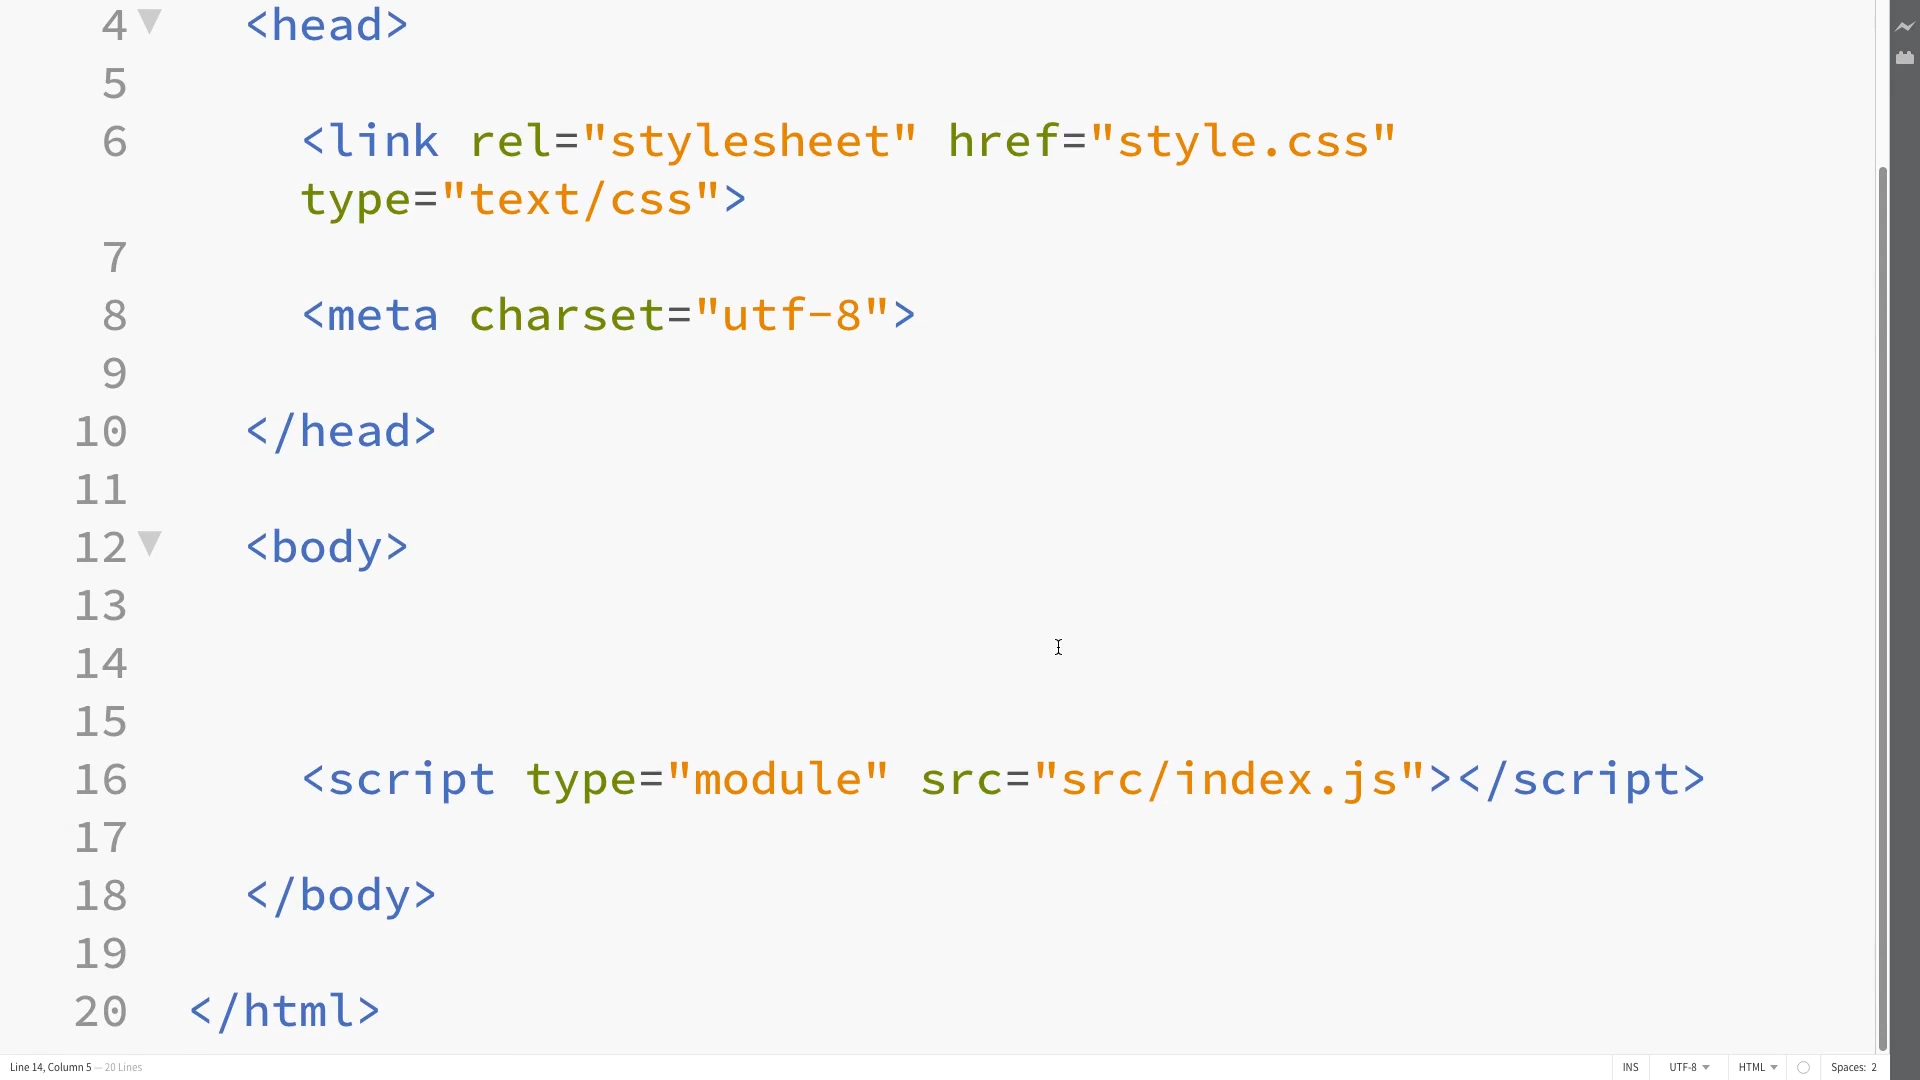 4 <head>
5
6 <link rel="stylesheet" href="style.css"
type="text/css">
7
8 <meta charset="utf-8">
9
10 </head>
11
12 <body>
13
14
15
16 <script type="module" src="src/index.js"></script>
17
18 </body>
19
20 </html>
Line 14, Column 5 — 20 Lines INS UTF-8 HTML Spaces: 2